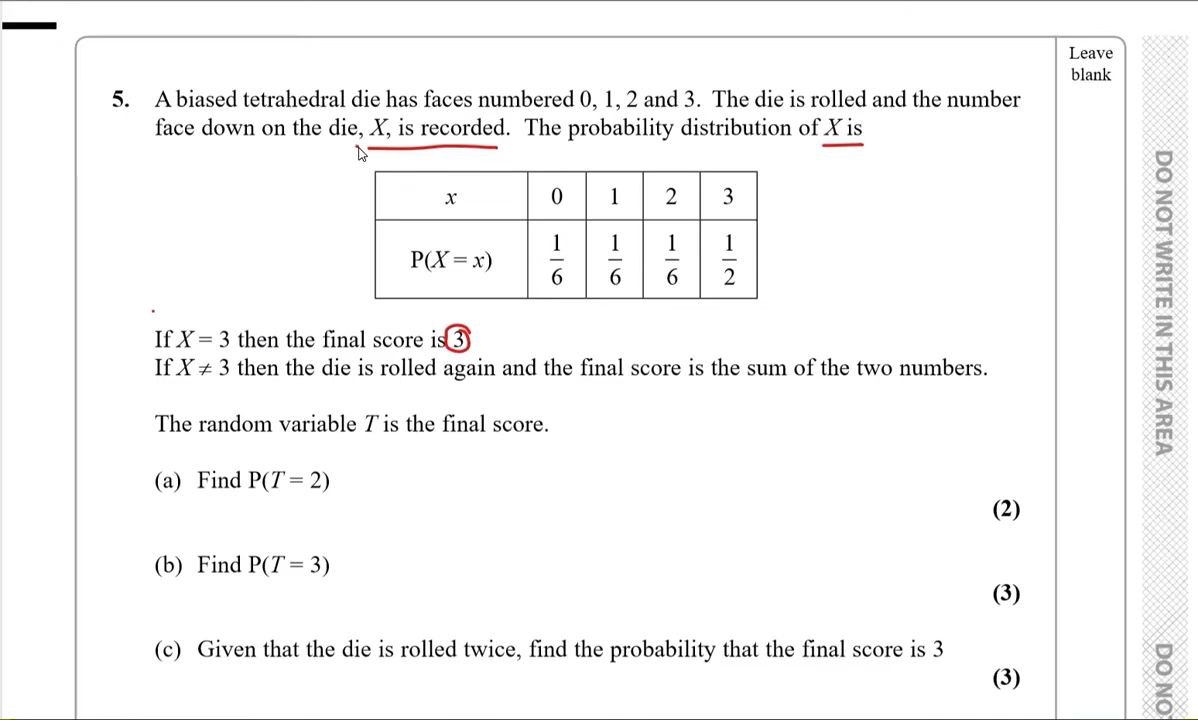 Leave
blank
5. A biased tetrahedral die has faces numbered 0, 1, 2 and 3. The die is rolled and the number
face down on the die, X, is recorded. The probability distribution of X is
x 0 1 2 3
P(X = x) 1/6 1/6 1/6 1/2
If X = 3 then the final score is 3
If X ≠ 3 then the die is rolled again and the final score is the sum of the two numbers.
The random variable T is the final score.
(a) Find P(T = 2)
(2)
(b) Find P(T = 3)
(3)
(c) Given that the die is rolled twice, find the probability that the final score is 3
(3)
DO NOT WRITE IN THIS AREA
DO NO